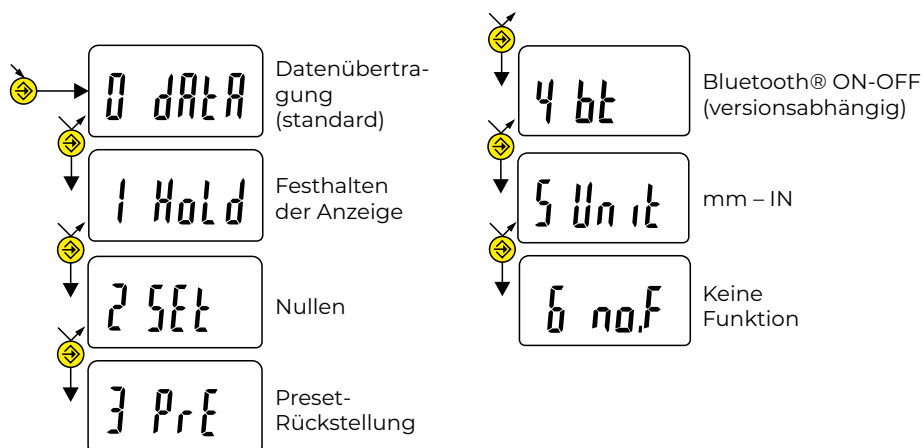 0 dAtA
Datenübertra-
gung
(standard)
1 Hold
Festhalten
der Anzeige
2 SEt
Nullen
3 PrE
Preset-
Rückstellung
4 bt
Bluetooth® ON-OFF
(versionsabhängig)
5 Unit
mm – IN
6 no.F
Keine
Funktion